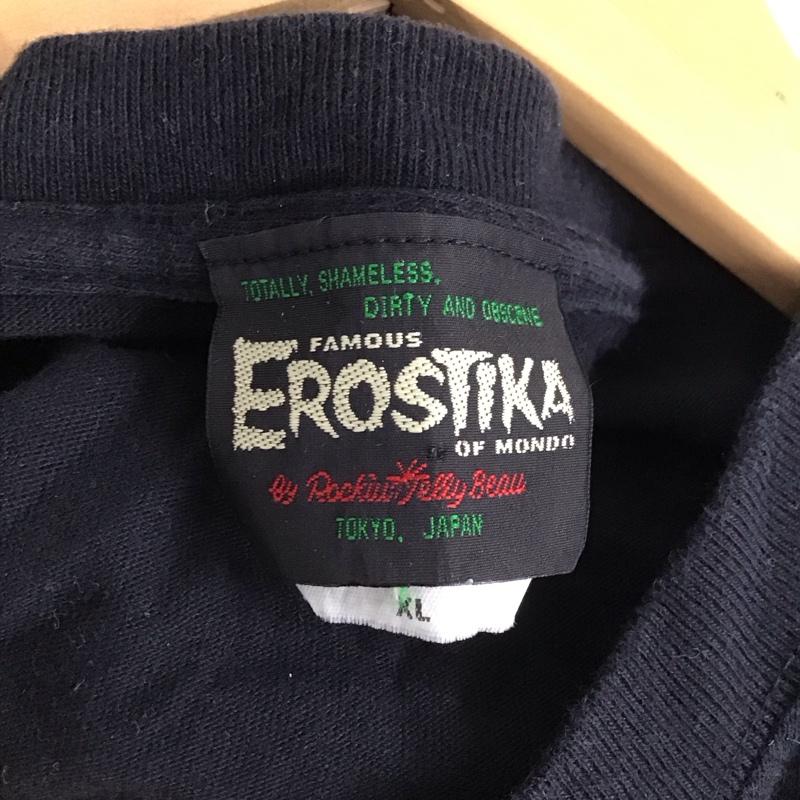 TOTALLY, SHAMELESS,
DIRTY AND OBSCENE
FAMOUS
EROSTIKA
OF MONDO
by Rockin' Jelly Bean
TOKYO, JAPAN
XL